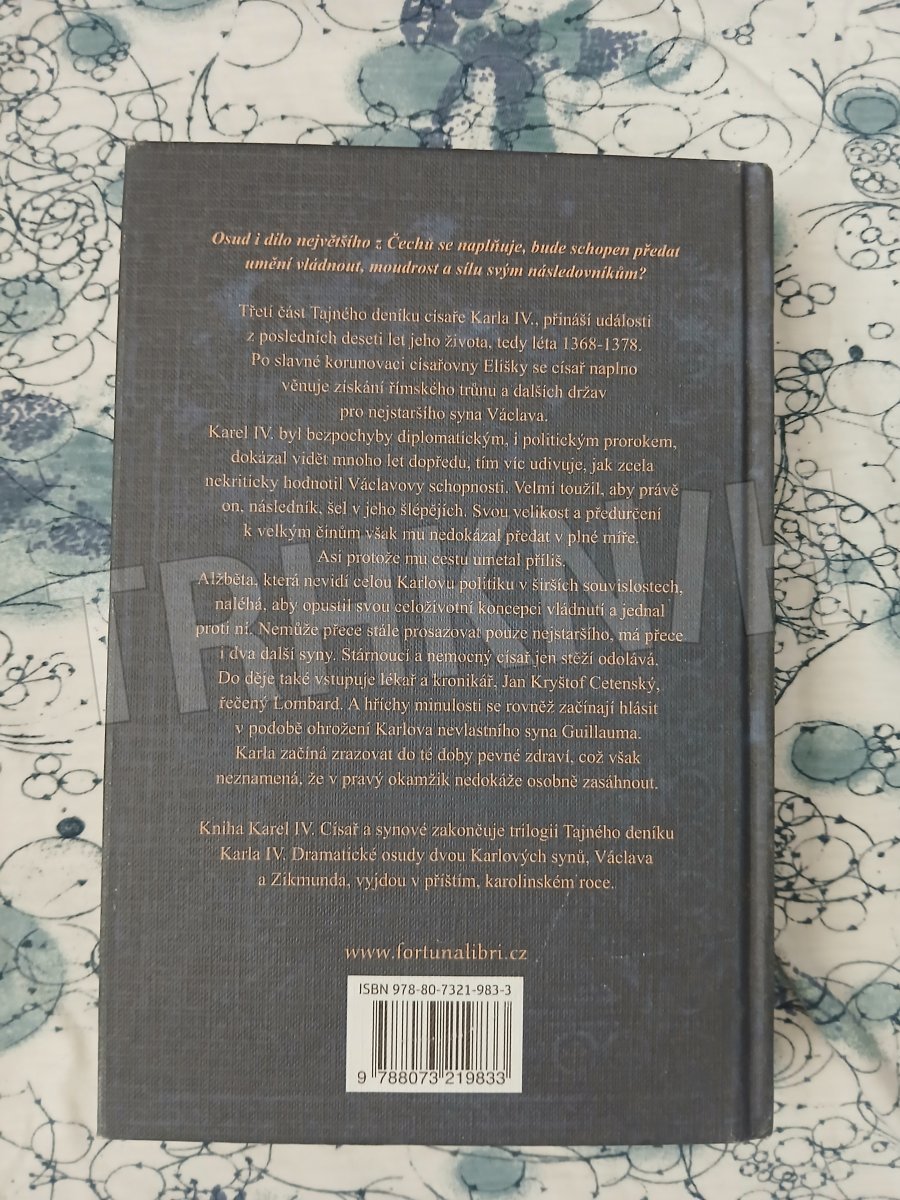 Osud i dílo největšího z Čechů se naplňuje, bude schopen předat
umění vládnout, moudrost a sílu svým následovníkům?
Třetí část Tajného deníku císaře Karla IV., přináší události
z posledních deseti let jeho života, tedy léta 1368-1378.
Po slavné korunovaci císařovny Elišky se císař naplno
věnuje získání římského trůnu a dalších držav
pro nejstaršího syna Václava.
Karel IV. byl bezpochyby diplomatickým, i politickým prorokem,
dokázal vidět mnoho let dopředu, tím víc udivuje, jak zcela
nekriticky hodnotil Václavovy schopnosti. Velmi toužil, aby právě
on, následník, šel v jeho šlépějích. Svou velikost a předurčení
k velkým činům však mu nedokázal předat v plné míře.
Asi protože mu cestu umetal příliš.
Alžběta, která nevidí celou Karlovu politiku v širších souvislostech,
naléhá, aby opustil svou celoživotní koncepci vládnutí a jednal
proti ní. Nemůže přece stále prosazovat pouze nejstaršího, má přece
i dva další syny. Stárnoucí a nemocný císař jen stěží odolává.
Do děje také vstupuje lékař a kronikář, Jan Kryštof Cetenský,
řečený Lombard. A hříchy minulosti se rovněž začínají hlásit
v podobě ohrožení Karlova nevlastního syna Guillauma.
Karla začíná zrazovat do té doby pevné zdraví, což však
neznamená, že v pravý okamžik nedokáže osobně zasáhnout.
Kniha Karel IV. Císař a synové zakončuje trilogii Tajného deníku
Karla IV. Dramatické osudy dvou Karlových synů, Václava
a Zikmunda, vyjdou v příštím, karolinském roce.
www.fortunalibri.cz
ISBN 978-80-7321-983-3
9 788073 219833